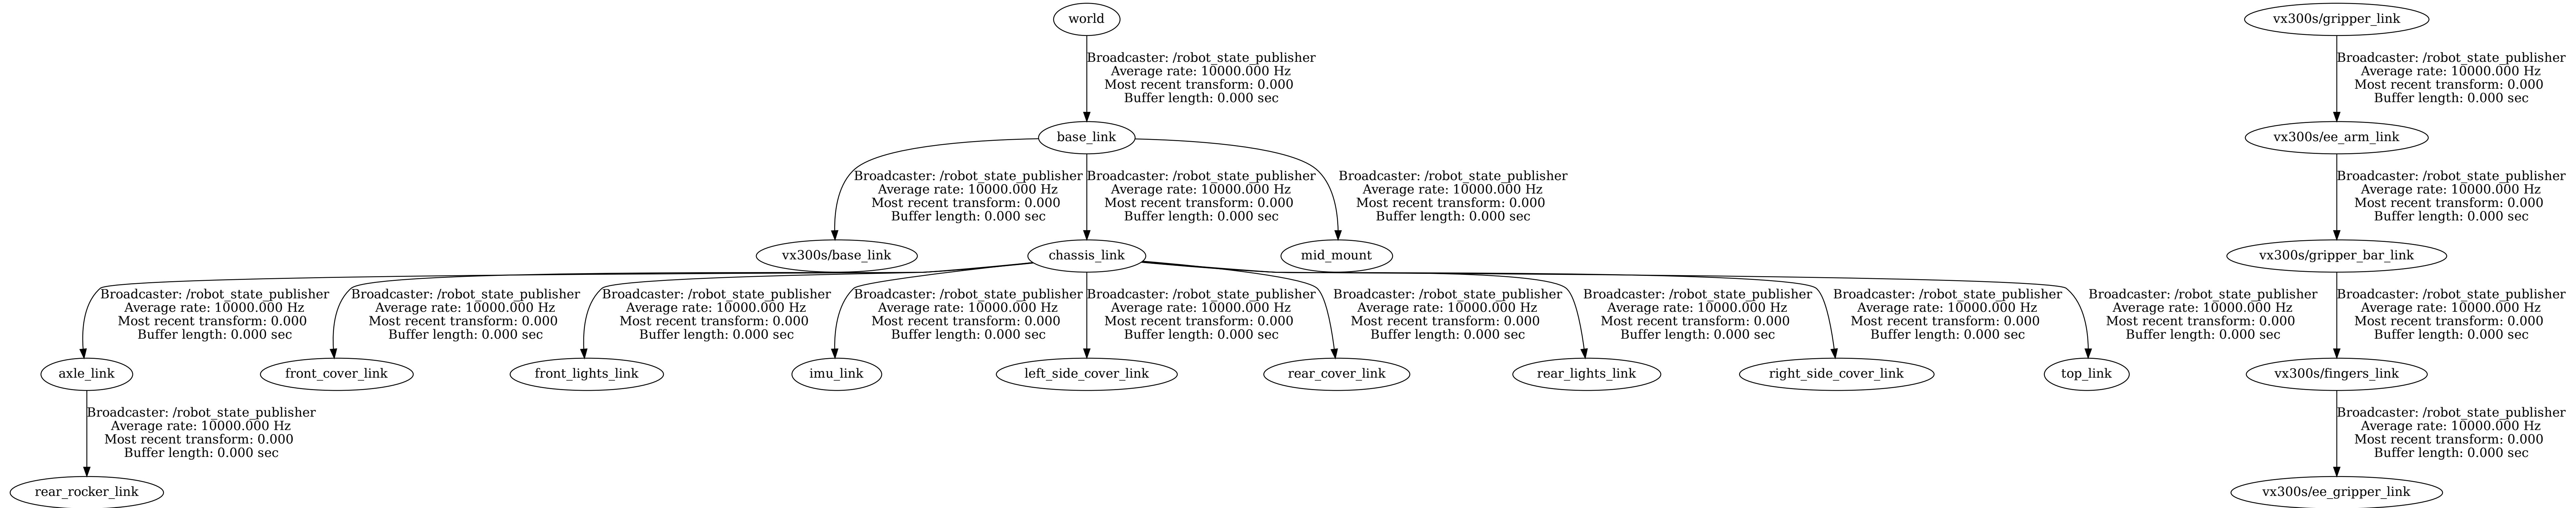 world
vx300s/gripper_link
Broadcaster: /robot_state_publisher
Average rate: 10000.000 Hz
Most recent transform: 0.000
Buffer length: 0.000 sec
Broadcaster: /robot_state_publisher
Average rate: 10000.000 Hz
Most recent transform: 0.000
Buffer length: 0.000 sec
base_link
vx300s/ee_arm_link
Broadcaster: /robot_state_publisher
Average rate: 10000.000 Hz
Most recent transform: 0.000
Buffer length: 0.000 sec
Broadcaster: /robot_state_publisher
Average rate: 10000.000 Hz
Most recent transform: 0.000
Buffer length: 0.000 sec
Broadcaster: /robot_state_publisher
Average rate: 10000.000 Hz
Most recent transform: 0.000
Buffer length: 0.000 sec
Broadcaster: /robot_state_publisher
Average rate: 10000.000 Hz
Most recent transform: 0.000
Buffer length: 0.000 sec
vx300s/base_link
chassis_link
mid_mount
vx300s/gripper_bar_link
Broadcaster: /robot_state_publisher
Average rate: 10000.000 Hz
Most recent transform: 0.000
Buffer length: 0.000 sec
Broadcaster: /robot_state_publisher
Average rate: 10000.000 Hz
Most recent transform: 0.000
Buffer length: 0.000 sec
Broadcaster: /robot_state_publisher
Average rate: 10000.000 Hz
Most recent transform: 0.000
Buffer length: 0.000 sec
Broadcaster: /robot_state_publisher
Average rate: 10000.000 Hz
Most recent transform: 0.000
Buffer length: 0.000 sec
Broadcaster: /robot_state_publisher
Average rate: 10000.000 Hz
Most recent transform: 0.000
Buffer length: 0.000 sec
Broadcaster: /robot_state_publisher
Average rate: 10000.000 Hz
Most recent transform: 0.000
Buffer length: 0.000 sec
Broadcaster: /robot_state_publisher
Average rate: 10000.000 Hz
Most recent transform: 0.000
Buffer length: 0.000 sec
Broadcaster: /robot_state_publisher
Average rate: 10000.000 Hz
Most recent transform: 0.000
Buffer length: 0.000 sec
Broadcaster: /robot_state_publisher
Average rate: 10000.000 Hz
Most recent transform: 0.000
Buffer length: 0.000 sec
Broadcaster: /robot_state_publisher
Average rate: 10000.000 Hz
Most recent transform: 0.000
Buffer length: 0.000 sec
axle_link
front_cover_link
front_lights_link
imu_link
left_side_cover_link
rear_cover_link
rear_lights_link
right_side_cover_link
top_link
vx300s/fingers_link
Broadcaster: /robot_state_publisher
Average rate: 10000.000 Hz
Most recent transform: 0.000
Buffer length: 0.000 sec
Broadcaster: /robot_state_publisher
Average rate: 10000.000 Hz
Most recent transform: 0.000
Buffer length: 0.000 sec
rear_rocker_link
vx300s/ee_gripper_link